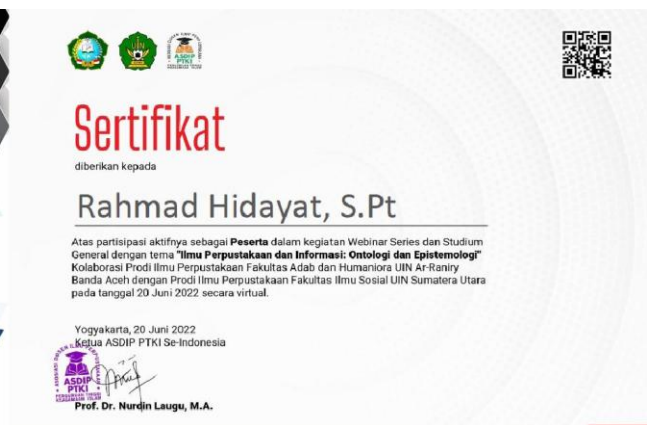 ASDIP
PTKI
Sertifikat
diberikan kepada
Rahmad Hidayat, S.Pt
Atas partisipasi aktifnya sebagai Peserta dalam kegiatan Webinar Series dan Studium
General dengan tema "Ilmu Perpustakaan dan Informasi: Ontologi dan Epistemologi"
Kolaborasi Prodi Ilmu Perpustakaan Fakultas Adab dan Humaniora UIN Ar-Raniry
Banda Aceh dengan Prodi Ilmu Perpustakaan Fakultas Ilmu Sosial UIN Sumatera Utara
pada tanggal 20 Juni 2022 secara virtual.
Yogyakarta, 20 Juni 2022
Ketua ASDIP PTKI Se-Indonesia
ASDIP
PTKI
Prof. Dr. Nurdin Laugu, M.A.